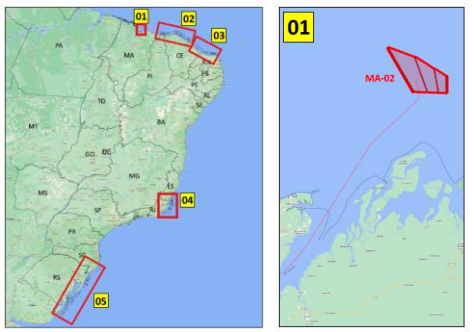 01
02
03
PA
MA
CE
RN
PB
PI
PE
AL
SE
TO
BA
MT
GO
DF
MG
MS
ES
04
SP
RJ
PR
SC
RS
05
01
MA-02